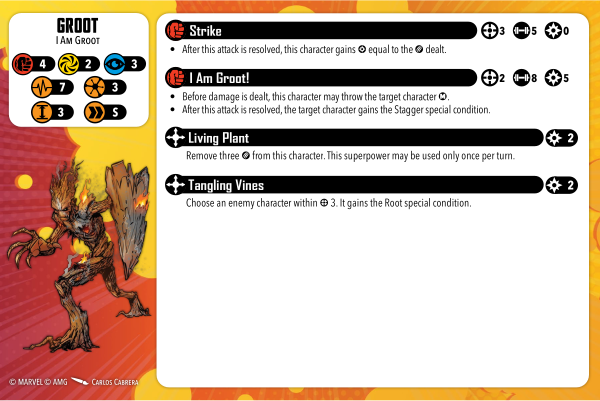 GROOT
I AM GROOT
4 2 3
7 3
I S
Strike 3 5 0
• After this attack is resolved, this character gains equal to the dealt.
I Am Groot! 2 8 5
• Before damage is dealt, this character may throw the target character M.
• After this attack is resolved, the target character gains the Stagger special condition.
Living Plant 2
Remove three from this character. This superpower may be used only once per turn.
Tangling Vines 2
Choose an enemy character within 3. It gains the Root special condition.
© MARVEL © AMG CARLOS CABRERA